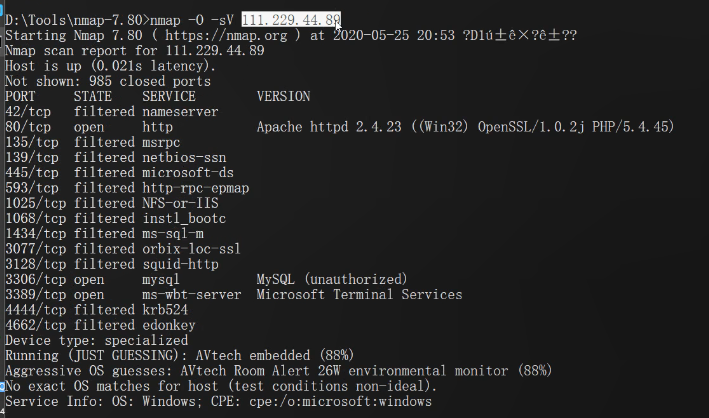 D:\Tools\nmap-7.80>nmap -O -sV 111.229.44.89
Starting Nmap 7.80 ( https://nmap.org ) at 2020-05-25 20:53 ?D1ú±ê×?ê±??
Nmap scan report for 111.229.44.89
Host is up (0.021s latency).
Not shown: 985 closed ports
PORT     STATE    SERVICE        VERSION
42/tcp   filtered nameserver
80/tcp   open     http           Apache httpd 2.4.23 ((Win32) OpenSSL/1.0.2j PHP/5.4.45)
135/tcp  filtered msrpc
139/tcp  filtered netbios-ssn
445/tcp  filtered microsoft-ds
593/tcp  filtered http-rpc-epmap
1025/tcp filtered NFS-or-IIS
1068/tcp filtered instl_bootc
1434/tcp filtered ms-sql-m
3077/tcp filtered orbix-loc-ssl
3128/tcp filtered squid-http
3306/tcp open     mysql          MySQL (unauthorized)
3389/tcp open     ms-wbt-server  Microsoft Terminal Services
4444/tcp filtered krb524
4662/tcp filtered edonkey
Device type: specialized
Running (JUST GUESSING): AVtech embedded (88%)
Aggressive OS guesses: AVtech Room Alert 26W environmental monitor (88%)
No exact OS matches for host (test conditions non-ideal).
Service Info: OS: Windows; CPE: cpe:/o:microsoft:windows